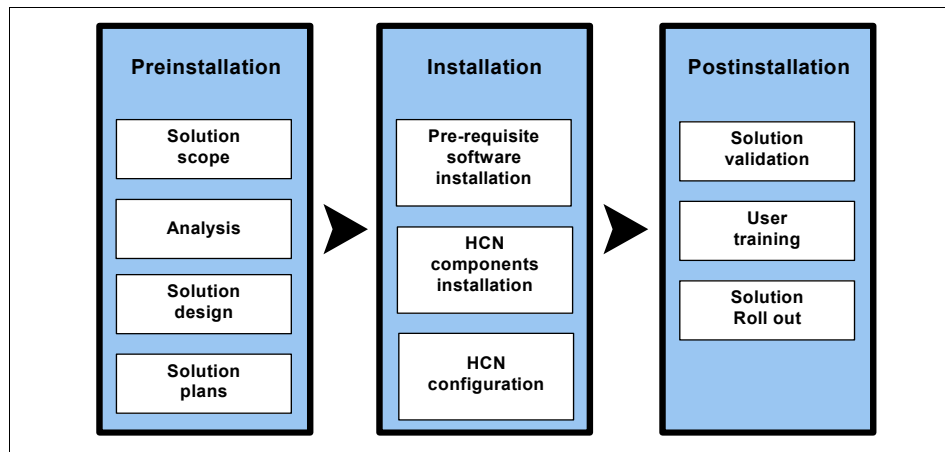 Preinstallation
Solution
scope
Analysis
Solution
design
Solution
plans
Installation
Pre-requisite
software
installation
HCN
components
installation
HCN
configuration
Postinstallation
Solution
validation
User
training
Solution
Roll out